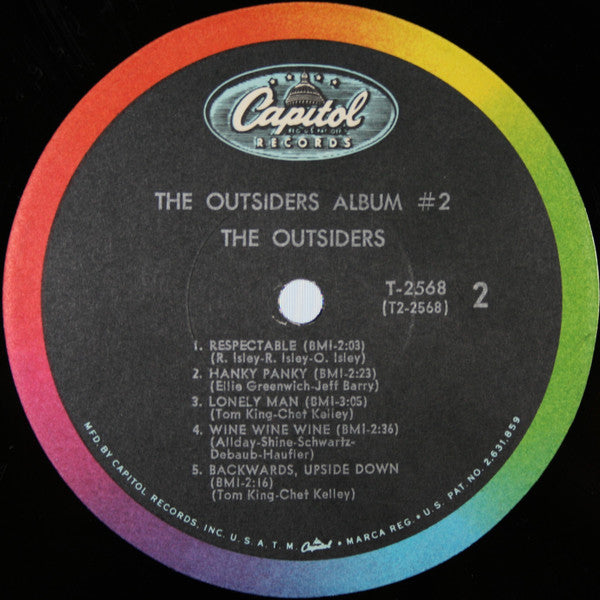 Capitol
REG. US. PAT. OFF.
RECORDS
THE OUTSIDERS ALBUM #2
THE OUTSIDERS
T-2568
(T2-2568)
2
1. RESPECTABLE (BMI-2:03)
(R. Isley-R. Isley-O. Isley)
2. HANKY PANKY (BMI-2:23)
(Ellie Greenwich-Jeff Barry)
3. LONELY MAN (BMI-3:05)
(Tom King-Chet Kelley)
4. WINE WINE WINE (BMI-2:36)
(Allday-Shine-Schwartz-
Debaub-Haufler)
5. BACKWARDS, UPSIDE DOWN
(BMI-2:16)
(Tom King-Chet Kelley)
MFD. BY CAPITOL RECORDS, INC. U.S.A. T.M. Capitol • MARCA REG. • U.S. PAT. NO. 2,631,859